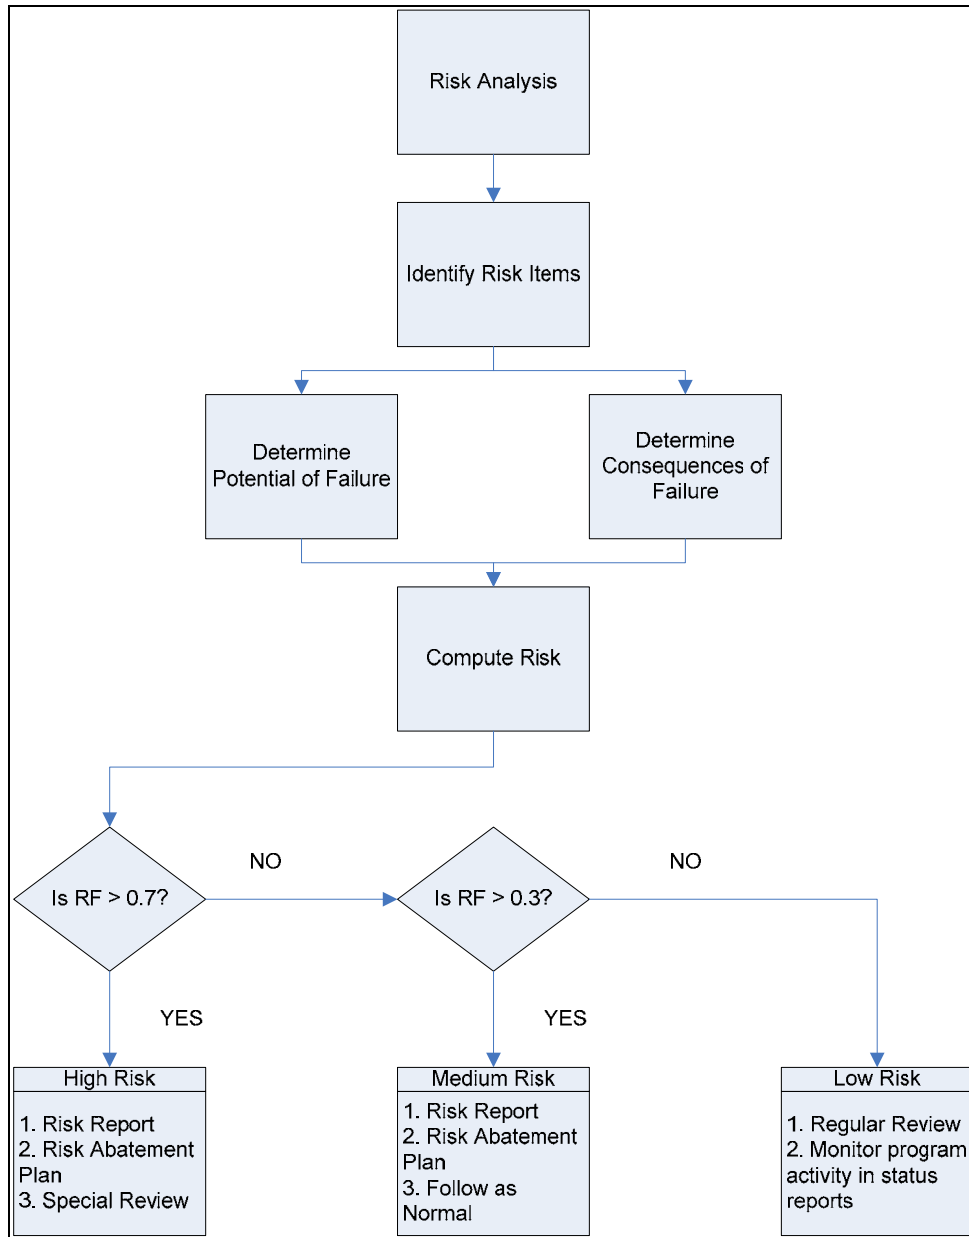 Risk Analysis
Identify Risk Items
Determine
Potential of Failure
Determine
Consequences of
Failure
Compute Risk
Is RF > 0.7?
NO
Is RF > 0.3?
NO
YES
YES
High Risk
1. Risk Report
2. Risk Abatement
Plan
3. Special Review
Medium Risk
1. Risk Report
2. Risk Abatement
Plan
3. Follow as
Normal
Low Risk
1. Regular Review
2. Monitor program
activity in status
reports